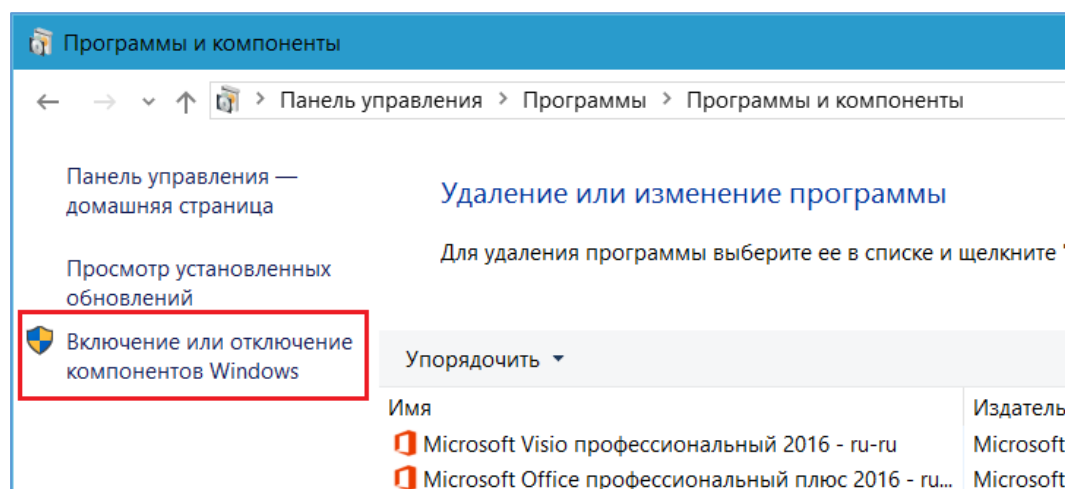 Программы и компоненты
Панель управления > Программы > Программы и компоненты
Панель управления —
домашняя страница
Просмотр установленных
обновлений
Включение или отключение
компонентов Windows
Удаление или изменение программы
Для удаления программы выберите ее в списке и щелкните "
Упорядочить
Имя Издатель
Microsoft Visio профессиональный 2016 - ru-ru Microsoft
Microsoft Office профессиональный плюс 2016 - ru... Microsoft